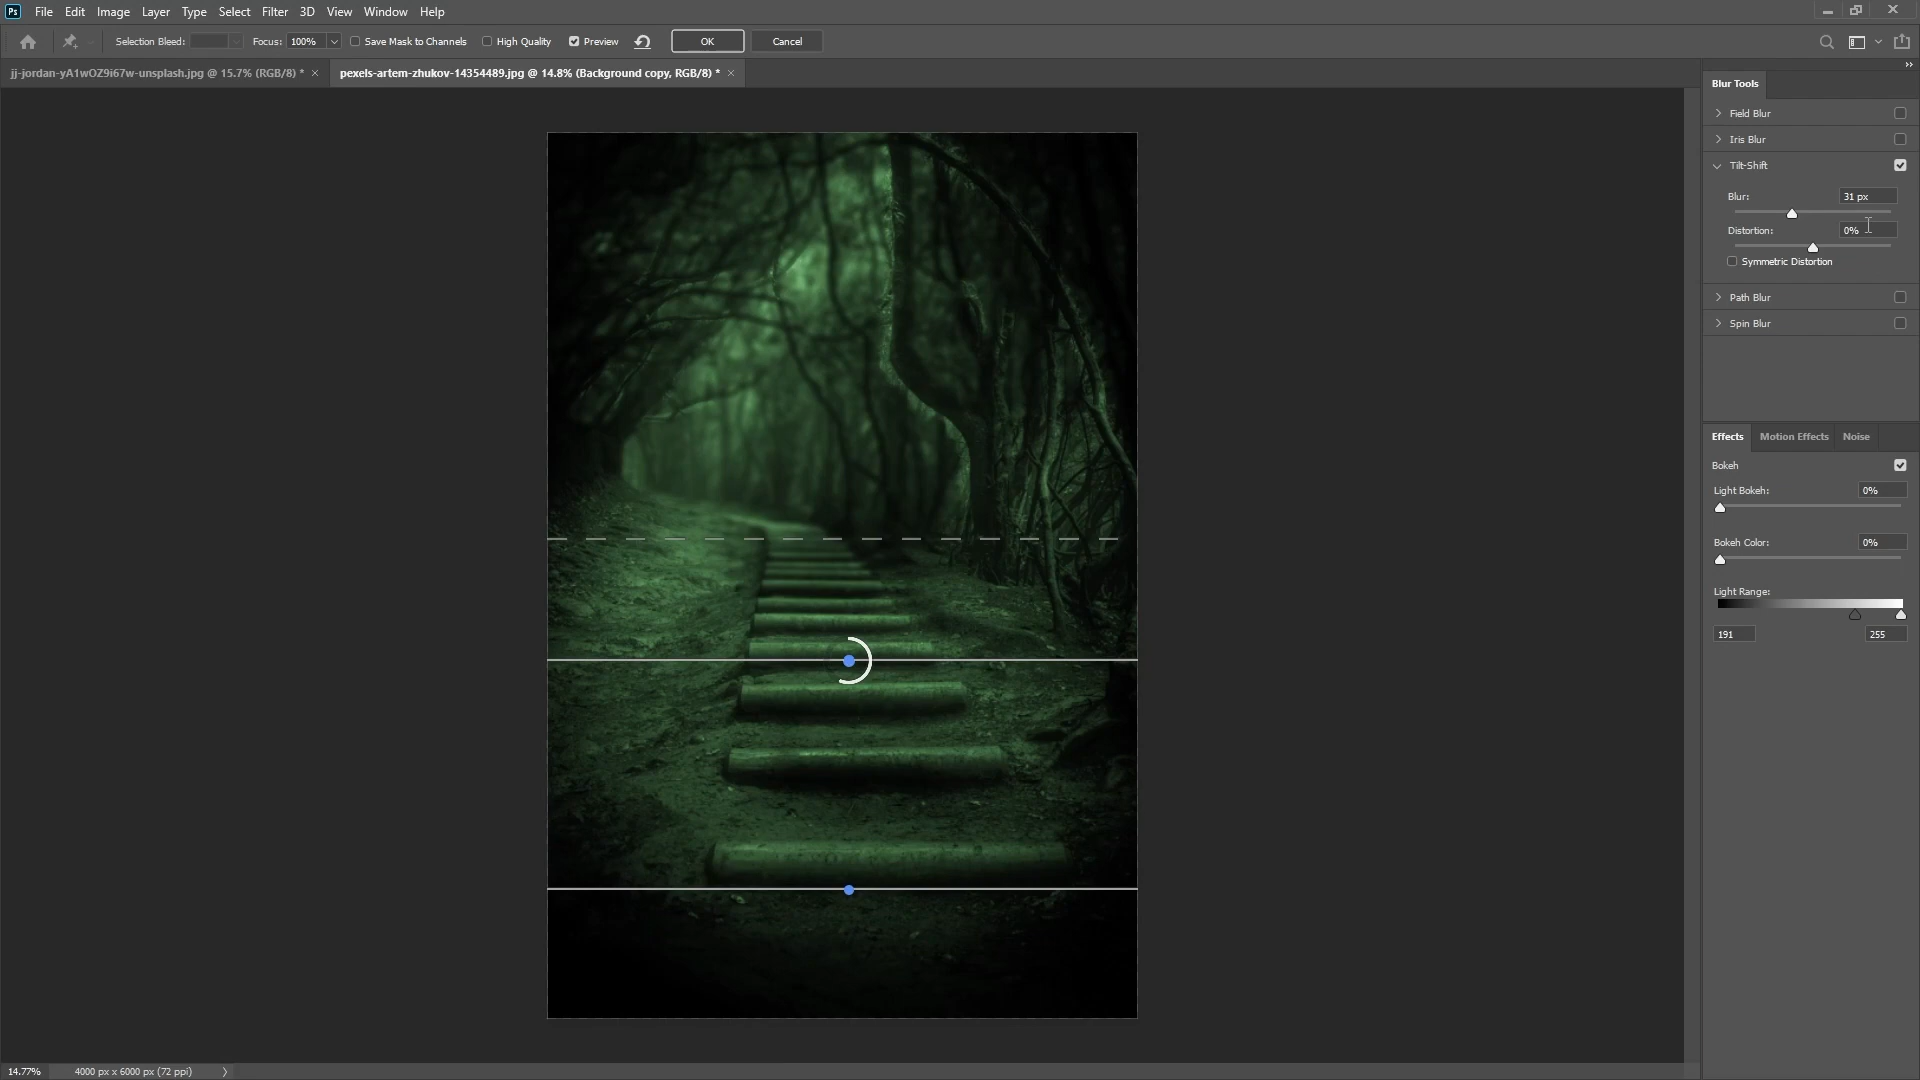 Ps File Edit Image Layer Type Select Filter 3D View Window Help
Selection Bleed: Focus: 100% Save Mask to Channels High Quality Preview OK Cancel
jj-jordan-yA1wOZ9i67w-unsplash.jpg @ 15.7% (RGB/8) * × pexels-artem-zhukov-14354489.jpg @ 14.8% (Background copy, RGB/8) * ×
Blur Tools
Field Blur
Iris Blur
Tilt-Shift
Blur: 31 px
Distortion: 0%
Symmetric Distortion
Path Blur
Spin Blur
Effects Motion Effects Noise
Bokeh
Light Bokeh: 0%
Bokeh Color: 0%
Light Range:
191 255
14.77% 4000 px x 6000 px (72 ppi)